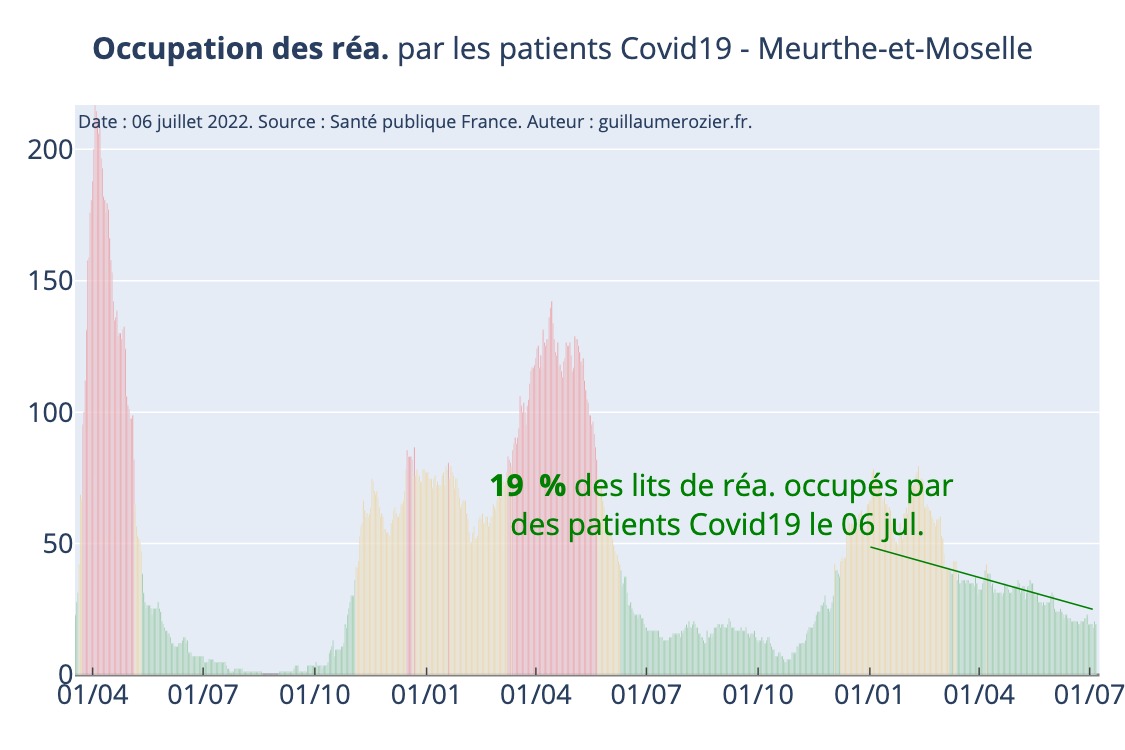 Occupation des réa. par les patients Covid19 - Meurthe-et-Moselle
Date : 06 juillet 2022. Source : Santé publique France. Auteur : guillaumerozier.fr.
200
150
100
50
0
19 % des lits de réa. occupés par
des patients Covid19 le 06 jul.
01/04 01/07 01/10 01/01 01/04 01/07 01/10 01/01 01/04 01/07